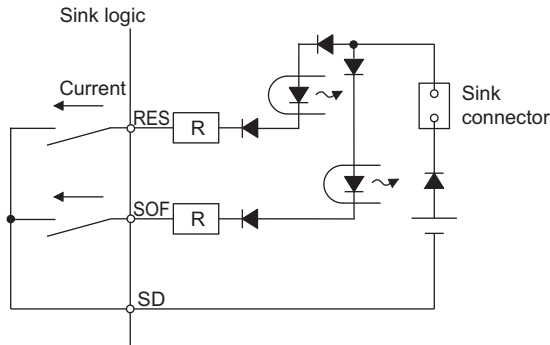 Sink logic
Current
RES
R
Sink
connector
SOF
R
SD